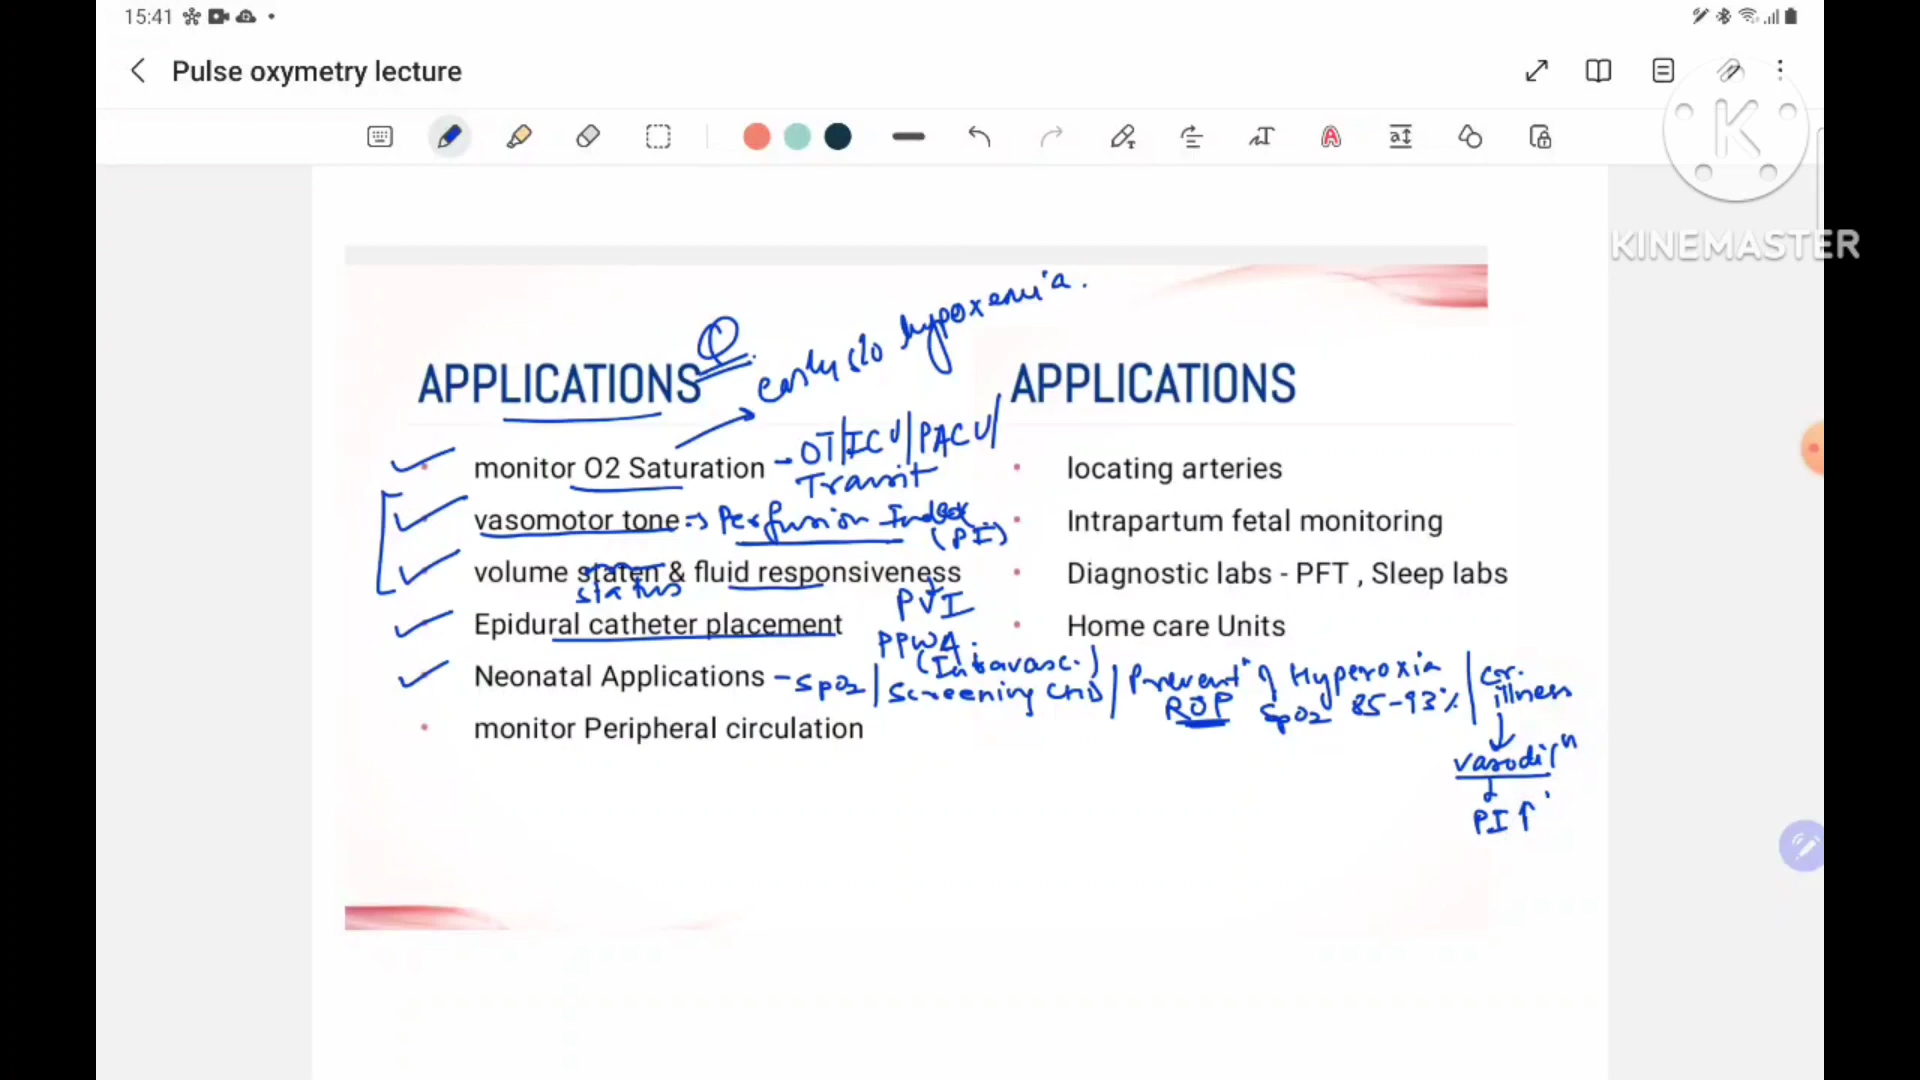 15:41
Pulse oxymetry lecture
KINEMASTER
early s/o hypoxemia.
APPLICATIONS Q
monitor O2 Saturation - OT/ICU/PACU/
Transit
vasomotor tone => Perfusion Index
(PI)
volume staten & fluid responsiveness
status
PVI
Epidural catheter placement
PPWA
(Intravasc.)
Neonatal Applications - SpO2 | Screening CHD | Prevent^n of Hyperoxia | Cor. illness
ROP SpO2 85-93%
vasodil^n
PI ↑
monitor Peripheral circulation
APPLICATIONS
locating arteries
Intrapartum fetal monitoring
Diagnostic labs - PFT , Sleep labs
Home care Units